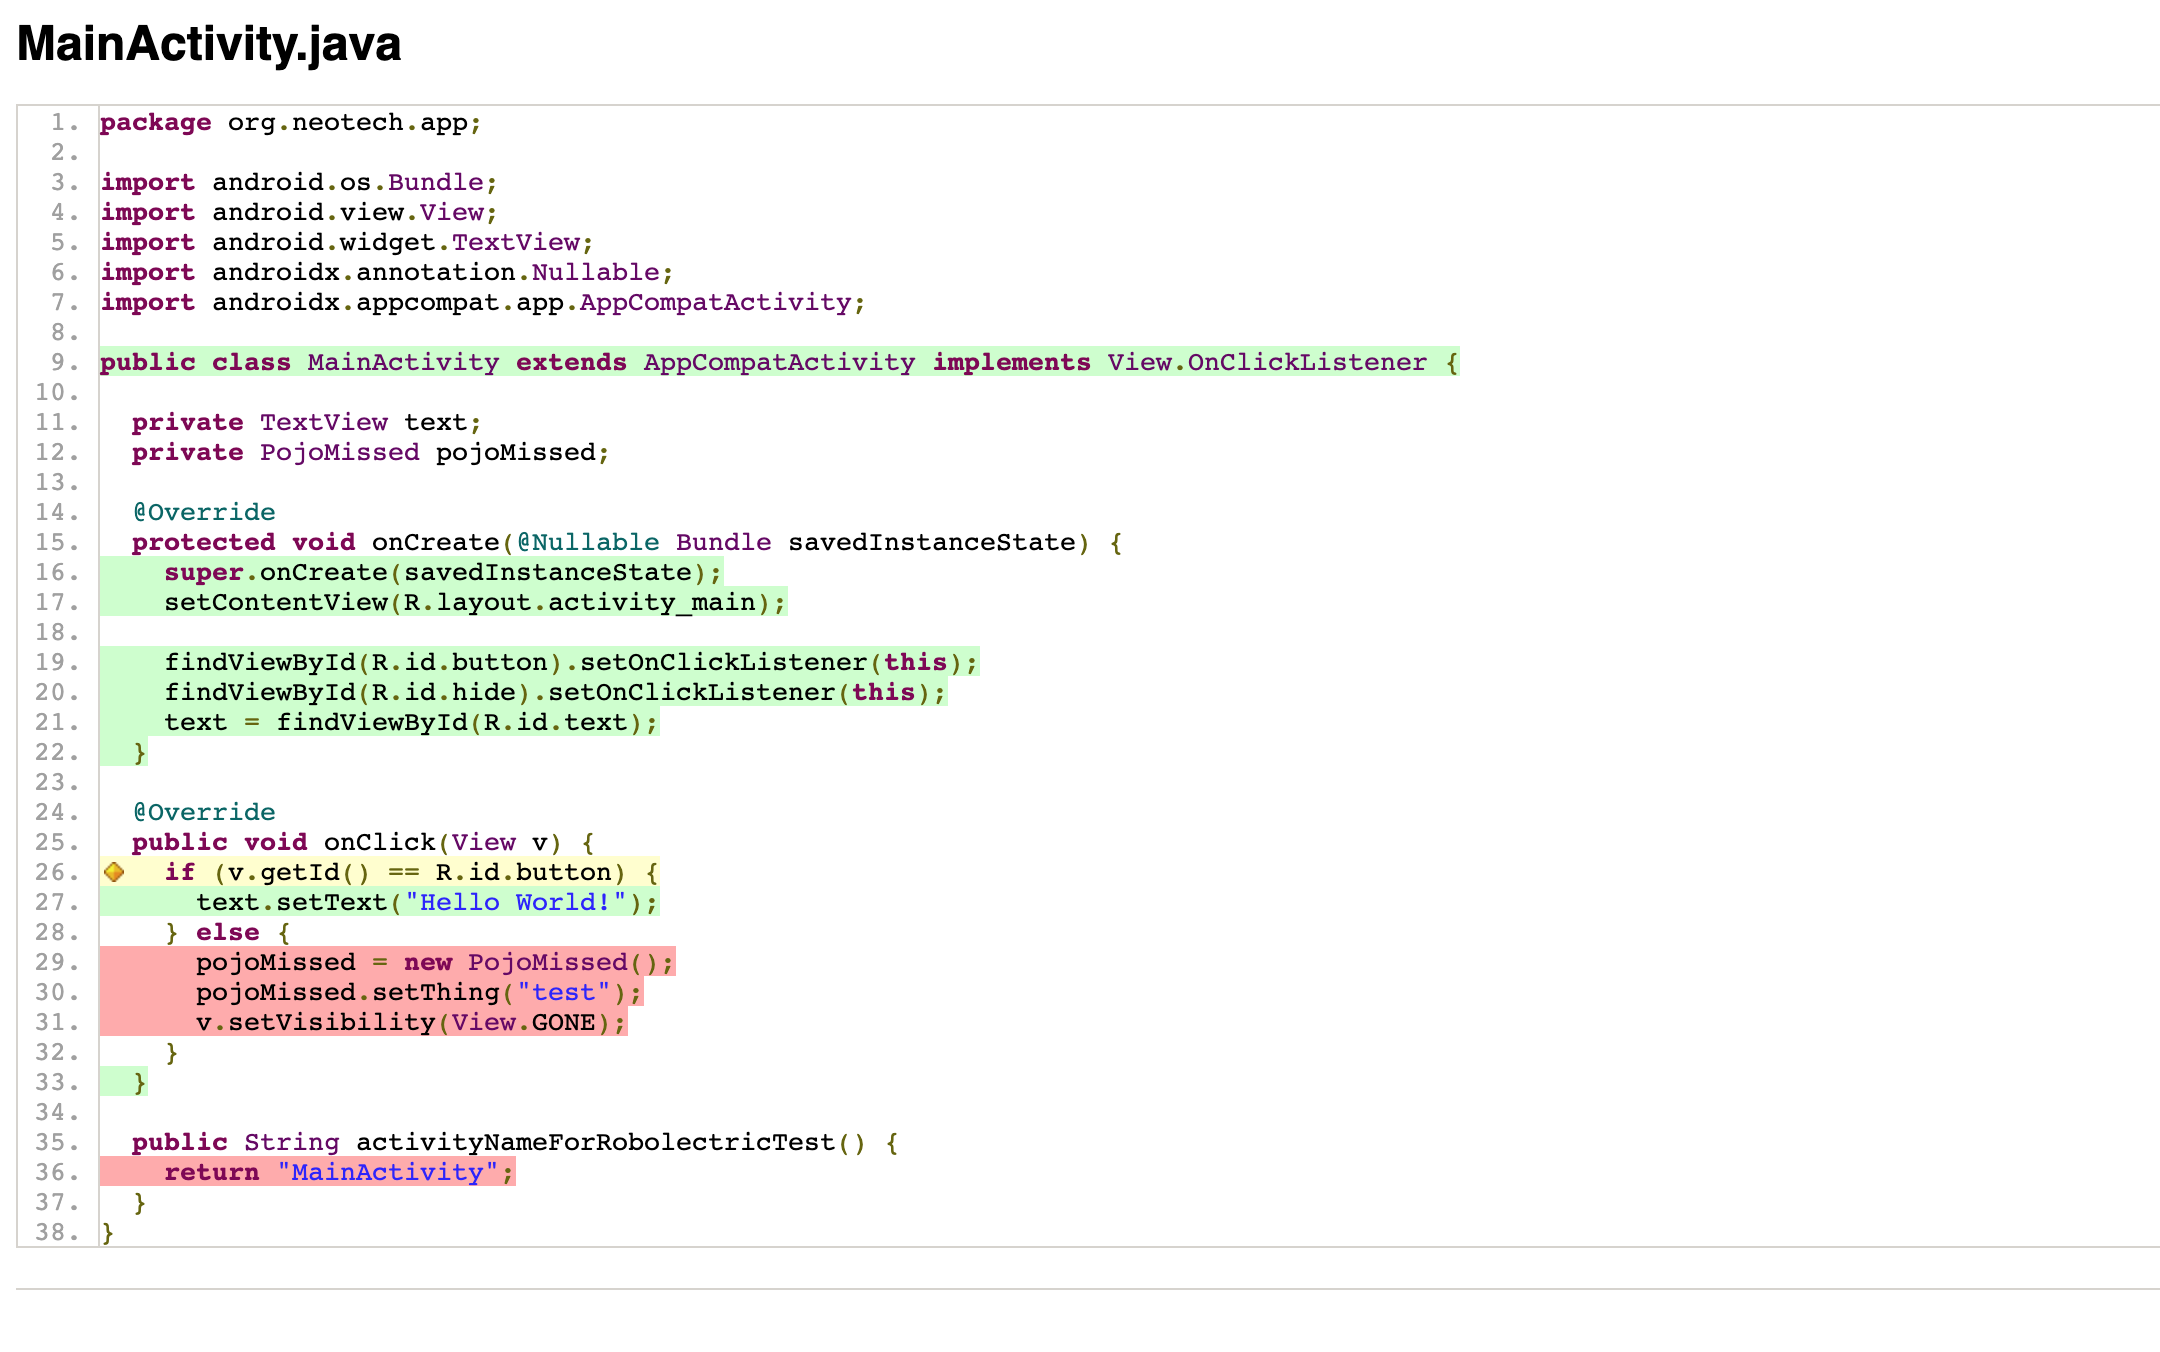 MainActivity.java
1. package org.neotech.app;
2.
3. import android.os.Bundle;
4. import android.view.View;
5. import android.widget.TextView;
6. import androidx.annotation.Nullable;
7. import androidx.appcompat.app.AppCompatActivity;
8.
9. public class MainActivity extends AppCompatActivity implements View.OnClickListener {
10.
11.   private TextView text;
12.   private PojoMissed pojoMissed;
13.
14.   @Override
15.   protected void onCreate(@Nullable Bundle savedInstanceState) {
16.     super.onCreate(savedInstanceState);
17.     setContentView(R.layout.activity_main);
18.
19.     findViewById(R.id.button).setOnClickListener(this);
20.     findViewById(R.id.hide).setOnClickListener(this);
21.     text = findViewById(R.id.text);
22.   }
23.
24.   @Override
25.   public void onClick(View v) {
26.     if (v.getId() == R.id.button) {
27.       text.setText("Hello World!");
28.     } else {
29.       pojoMissed = new PojoMissed();
30.       pojoMissed.setThing("test");
31.       v.setVisibility(View.GONE);
32.     }
33.   }
34.
35.   public String activityNameForRobolectricTest() {
36.     return "MainActivity";
37.   }
38. }